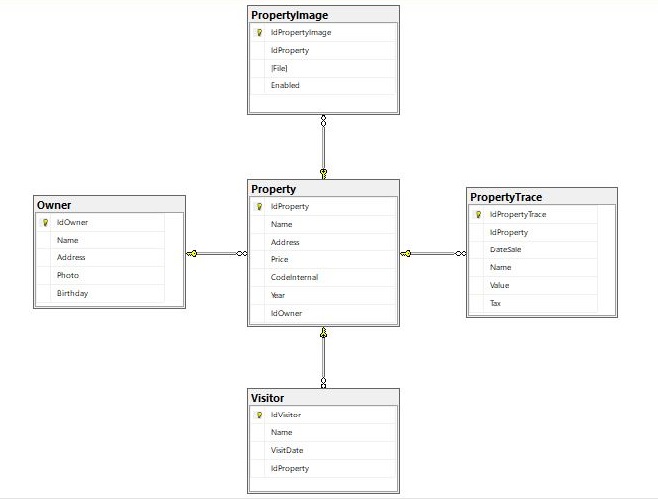 PropertyImage
IdPropertyImage
IdProperty
[File]
Enabled
Owner
IdOwner
Name
Address
Photo
Birthday
Property
IdProperty
Name
Address
Price
CodeInternal
Year
IdOwner
PropertyTrace
IdPropertyTrace
IdProperty
DateSale
Name
Value
Tax
Visitor
IdVisitor
Name
VisitDate
IdProperty